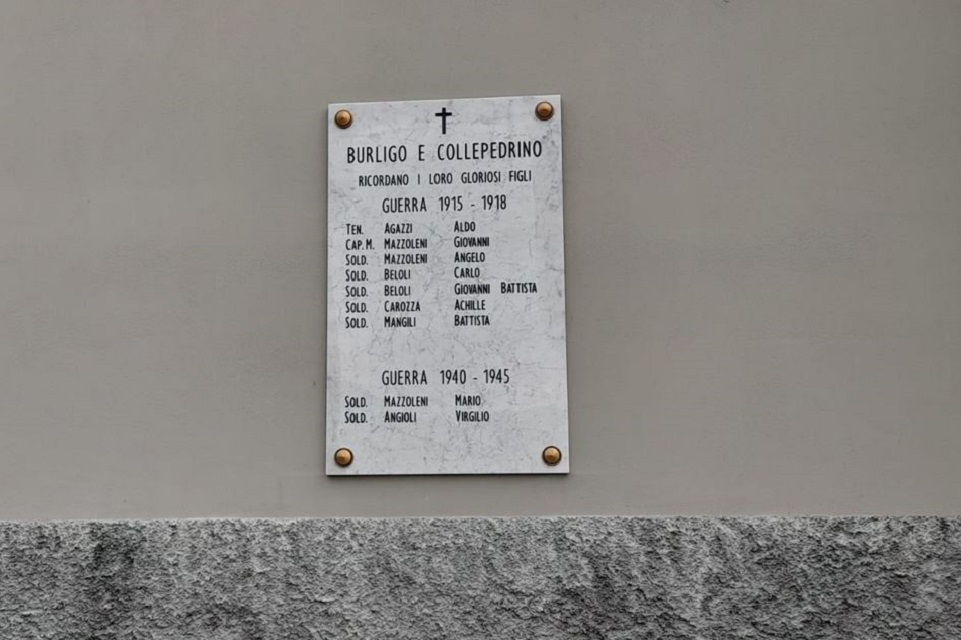 BURLIGO E COLLEPEDRINO
RICORDANO I LORO GLORIOSI FIGLI
GUERRA 1915 - 1918
TEN. AGAZZI ALDO
CAP.M. MAZZOLENI GIOVANNI
SOLD. MAZZOLENI ANGELO
SOLD. BELOLI CARLO
SOLD. BELOLI GIOVANNI BATTISTA
SOLD. CAROZZA ACHILLE
SOLD. MANGILI BATTISTA
GUERRA 1940 - 1945
SOLD. MAZZOLENI MARIO
SOLD. ANGIOLI VIRGILIO